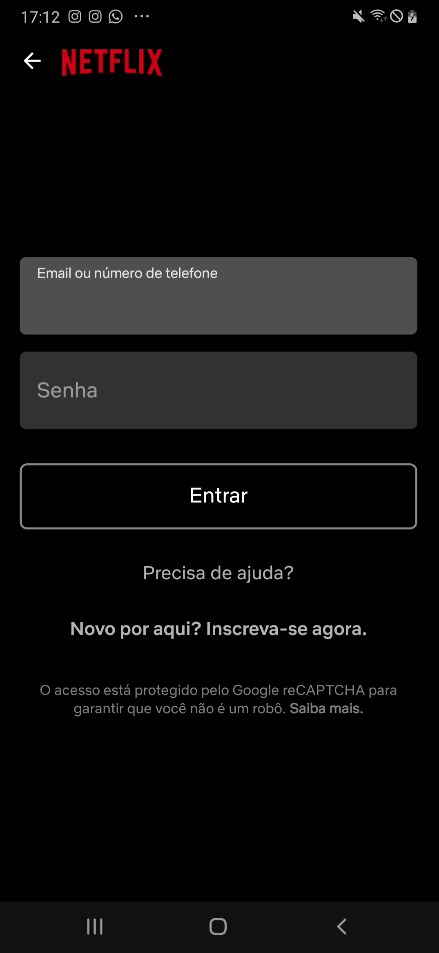 17:12
NETFLIX
Email ou número de telefone
Senha
Entrar
Precisa de ajuda?
Novo por aqui? Inscreva-se agora.
O acesso está protegido pelo Google reCAPTCHA para
garantir que você não é um robô. Saiba mais.